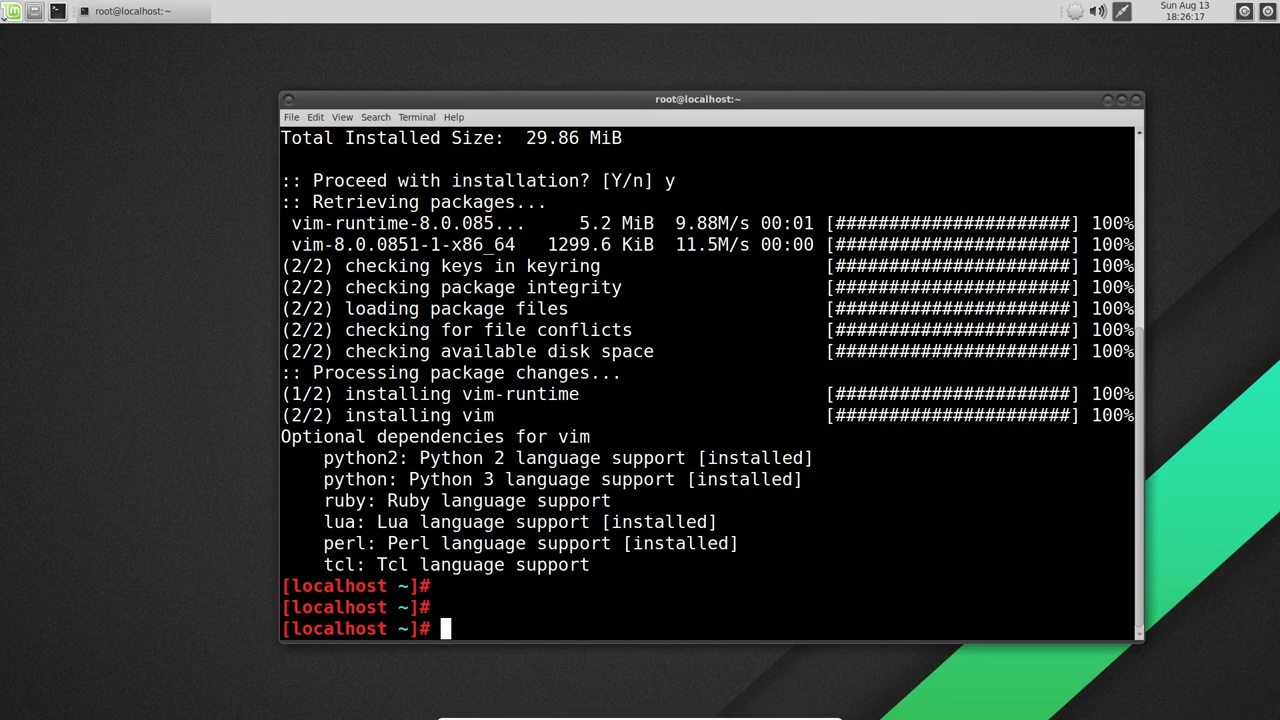 root@localhost:~
Sun Aug 13
18:26:17
root@localhost:~
File Edit View Search Terminal Help
Total Installed Size:  29.86 MiB
:: Proceed with installation? [Y/n] y
:: Retrieving packages...
 vim-runtime-8.0.085...     5.2 MiB  9.88M/s 00:01 [######################] 100%
 vim-8.0.0851-1-x86_64   1299.6 KiB  11.5M/s 00:00 [######################] 100%
(2/2) checking keys in keyring                     [######################] 100%
(2/2) checking package integrity                   [######################] 100%
(2/2) loading package files                        [######################] 100%
(2/2) checking for file conflicts                  [######################] 100%
(2/2) checking available disk space                [######################] 100%
:: Processing package changes...
(1/2) installing vim-runtime                       [######################] 100%
(2/2) installing vim                               [######################] 100%
Optional dependencies for vim
    python2: Python 2 language support [installed]
    python: Python 3 language support [installed]
    ruby: Ruby language support
    lua: Lua language support [installed]
    perl: Perl language support [installed]
    tcl: Tcl language support
[localhost ~]#
[localhost ~]#
[localhost ~]#